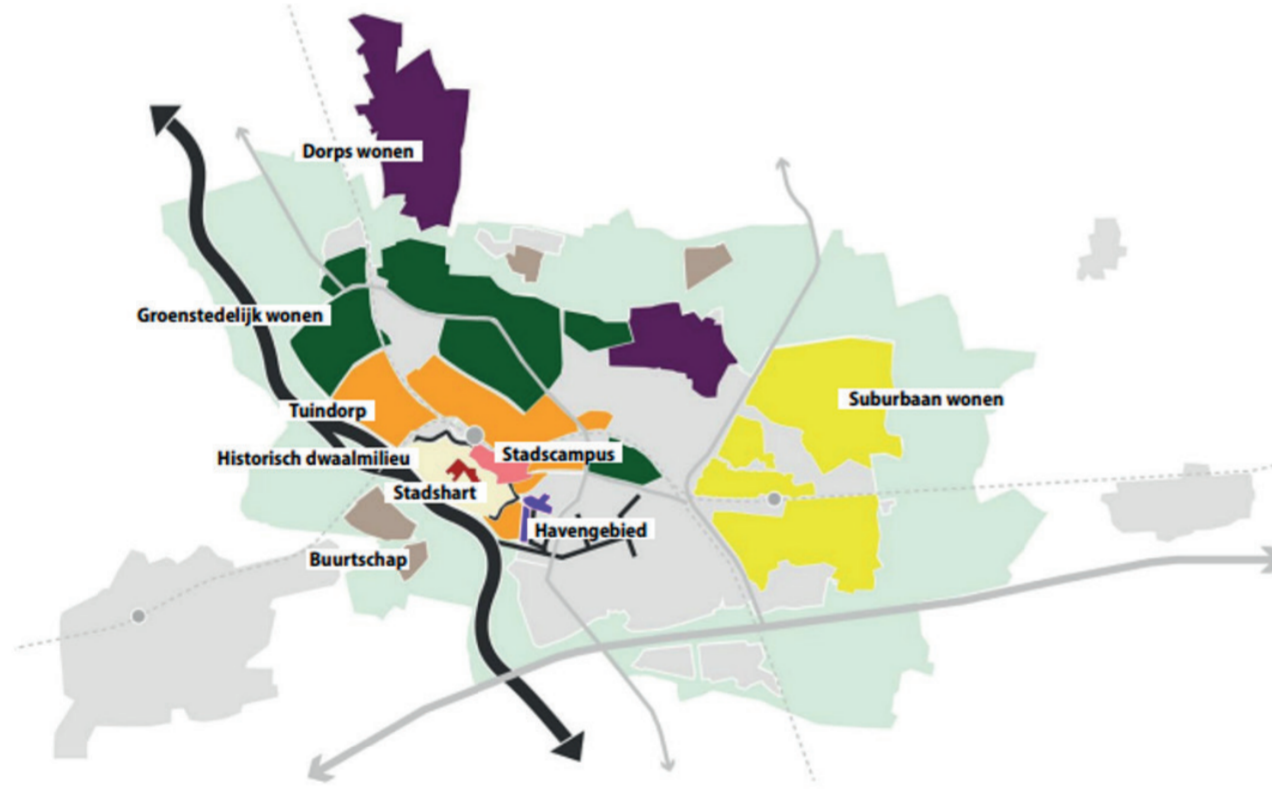 Dorps wonen
Groenstedelijk wonen
Suburbaan wonen
Tuindorp
Historisch dwaalmilieu
Stadscampus
Stadshart
Havengebied
Buurtschap